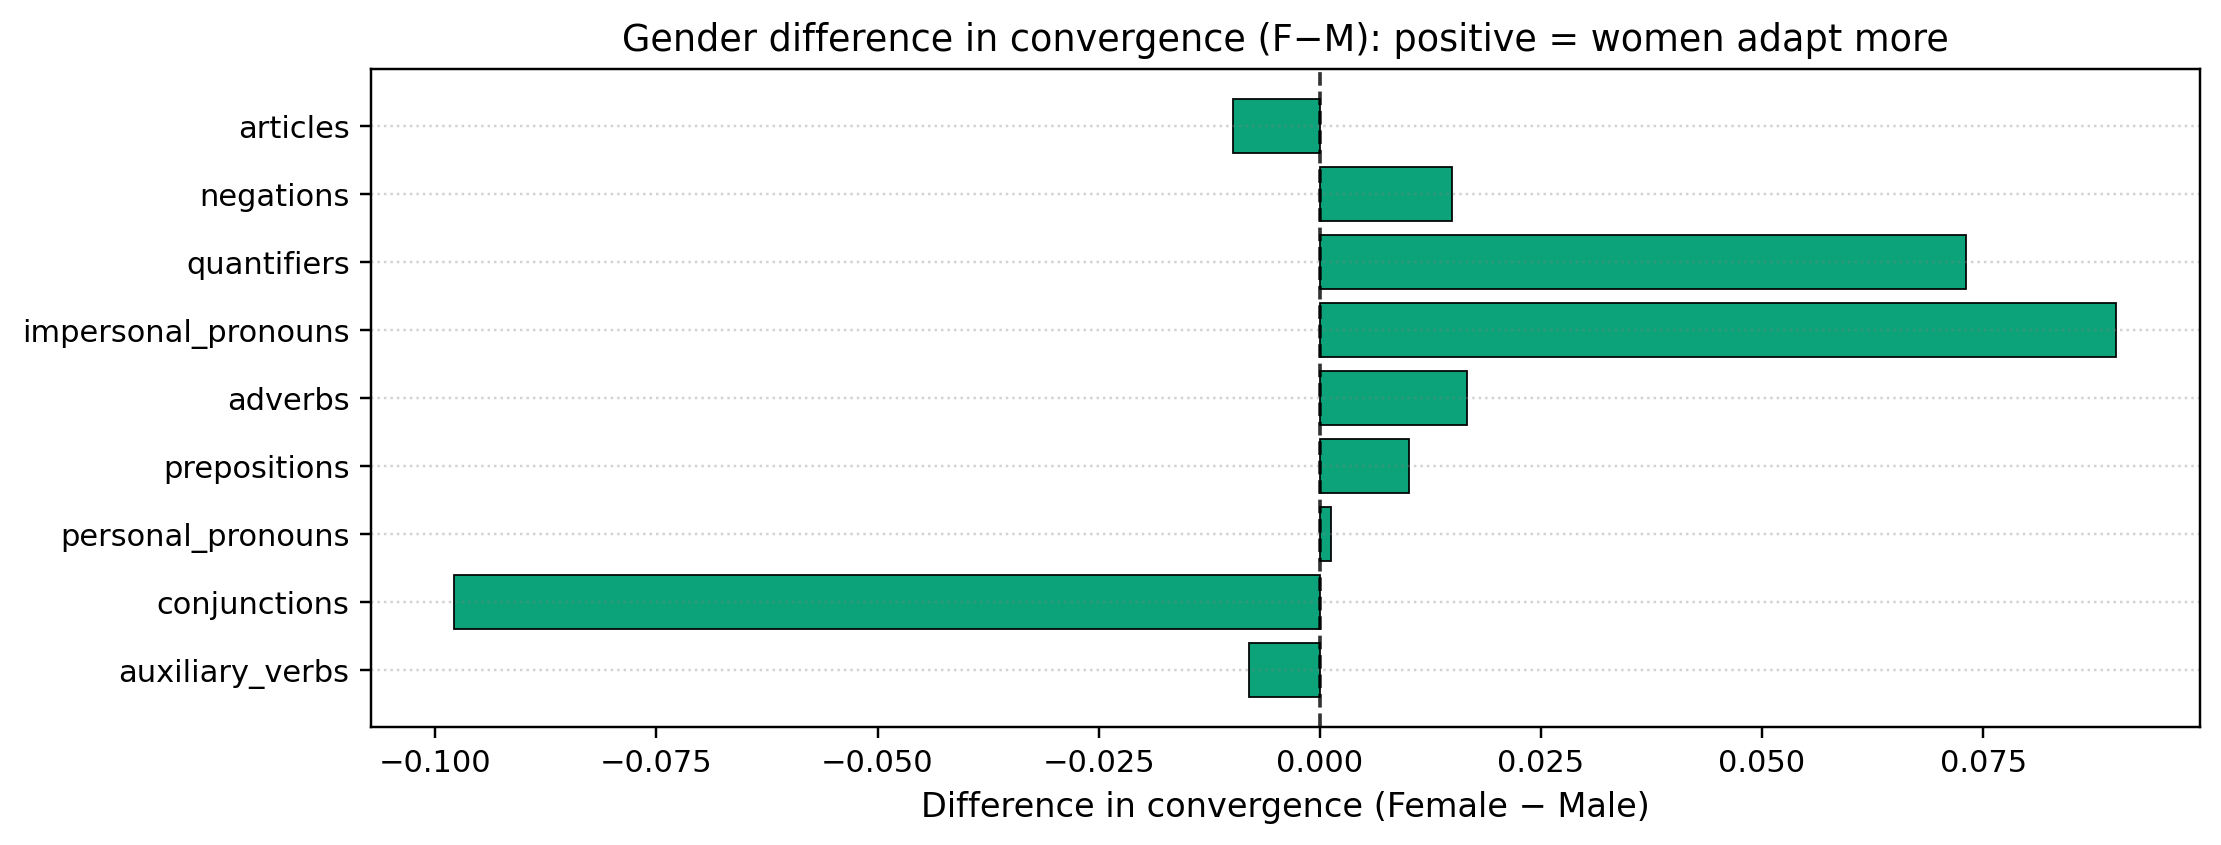 Gender difference in convergence (F−M): positive = women adapt more
articles
negations
quantifiers
impersonal_pronouns
adverbs
prepositions
personal_pronouns
conjunctions
auxiliary_verbs
−0.100 −0.075 −0.050 −0.025 0.000 0.025 0.050 0.075
Difference in convergence (Female − Male)